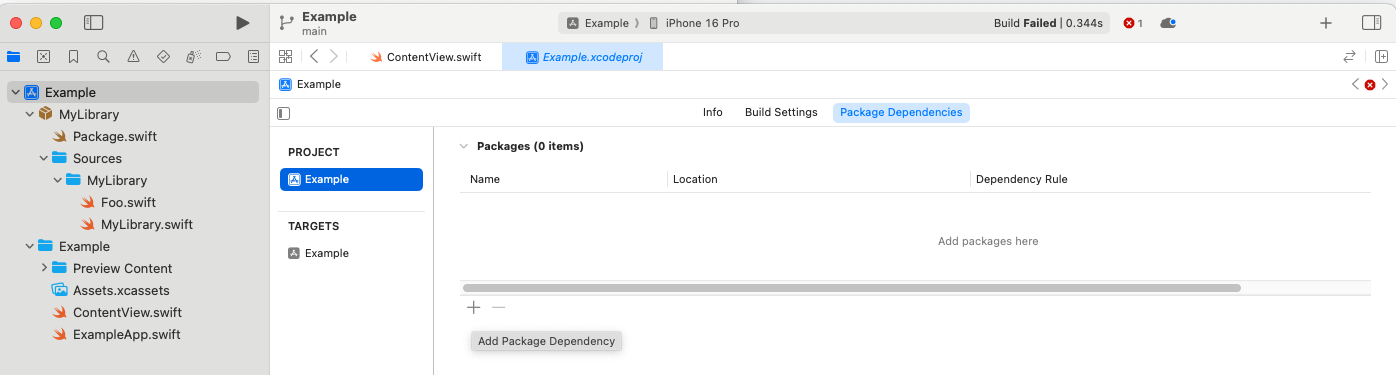 Example
main
Example
iPhone 16 Pro
Build Failed | 0.344s
1
ContentView.swift
Example.xcodeproj
Example
Example
MyLibrary
Package.swift
Sources
MyLibrary
Foo.swift
MyLibrary.swift
Example
Preview Content
Assets.xcassets
ContentView.swift
ExampleApp.swift
Info
Build Settings
Package Dependencies
PROJECT
Example
TARGETS
Example
Packages (0 items)
Name
Location
Dependency Rule
Add packages here
Add Package Dependency